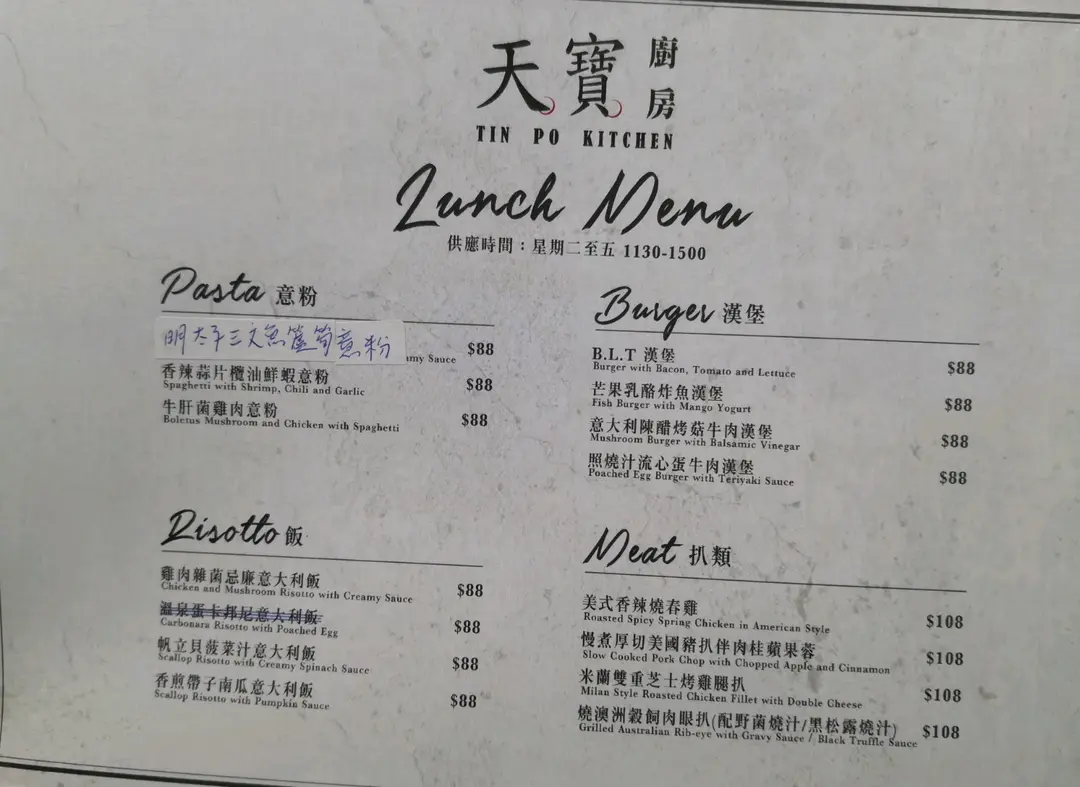 天寶廚房
TIN PO KITCHEN
Lunch Menu
供應時間：星期二至五 1130-1500
Pasta 意粉
明太子三文魚蘆筍意粉
amy Sauce $88
香辣蒜片欖油鮮蝦意粉
Spaghetti with Shrimp, Chili and Garlic $88
牛肝菌雞肉意粉
Boletus Mushroom and Chicken with Spaghetti $88
Risotto 飯
雞肉雜菌忌廉意大利飯
Chicken and Mushroom Risotto with Creamy Sauce $88
溫泉蛋卡邦尼意大利飯
Carbonara Risotto with Poached Egg $88
帆立貝菠菜汁意大利飯
Scallop Risotto with Creamy Spinach Sauce $88
香煎帶子南瓜意大利飯
Scallop Risotto with Pumpkin Sauce $88
Burger 漢堡
B.L.T 漢堡
Burger with Bacon, Tomato and Lettuce $88
芒果乳酪炸魚漢堡
Fish Burger with Mango Yogurt $88
意大利陳醋烤菇牛肉漢堡
Mushroom Burger with Balsamic Vinegar $88
照燒汁流心蛋牛肉漢堡
Poached Egg Burger with Teriyaki Sauce $88
Meat 扒類
美式香辣燒春雞
Roasted Spicy Spring Chicken in American Style $108
慢煮厚切美國豬扒伴肉桂蘋果蓉
Slow Cooked Pork Chop with Chopped Apple and Cinnamon $108
米蘭雙重芝士烤雞腿扒
Milan Style Roasted Chicken Fillet with Double Cheese $108
燒澳洲穀飼肉眼扒(配野菌燒汁/黑松露燒汁)
Grilled Australian Rib-eye with Gravy Sauce / Black Truffle Sauce $108